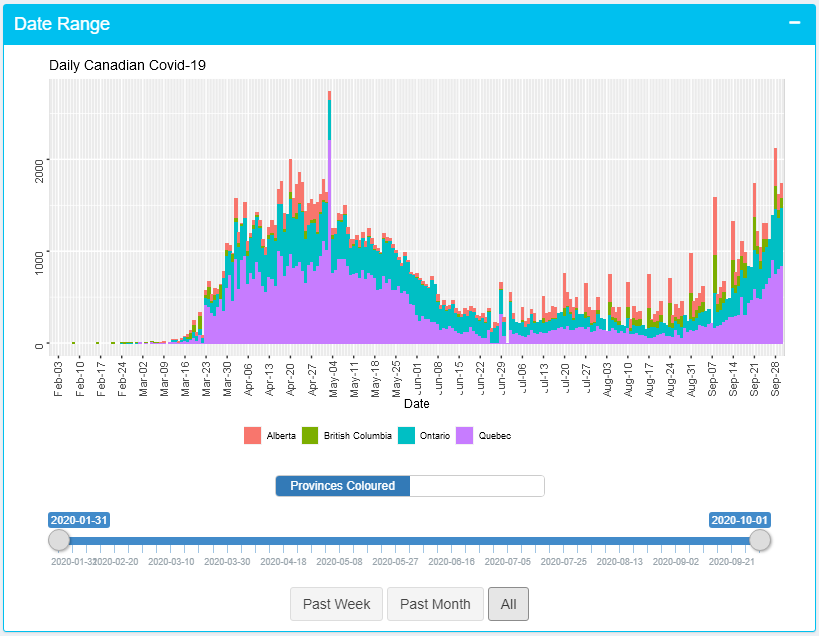 Date Range
Daily Canadian Covid-19
2000
1000
0
Feb-03 Feb-10 Feb-17 Feb-24 Mar-02 Mar-09 Mar-16 Mar-23 Mar-30 Apr-06 Apr-13 Apr-20 Apr-27 May-04 May-11 May-18 May-25 Jun-01 Jun-08 Jun-15 Jun-22 Jun-29 Jul-06 Jul-13 Jul-20 Jul-27 Aug-03 Aug-10 Aug-17 Aug-24 Aug-31 Sep-07 Sep-14 Sep-21 Sep-28
Date
Alberta British Columbia Ontario Quebec
Provinces Coloured
2020-01-31 2020-10-01
2020-01-31 2020-02-20 2020-03-10 2020-03-30 2020-04-18 2020-05-08 2020-05-27 2020-06-16 2020-07-05 2020-07-25 2020-08-13 2020-09-02 2020-09-21
Past Week Past Month All